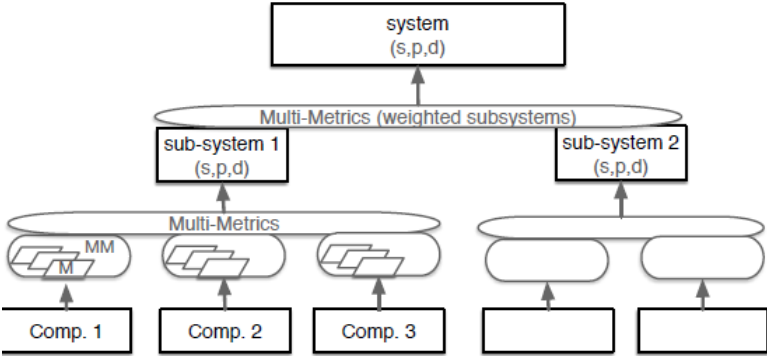 system
(s,p,d)
Multi-Metrics (weighted subsystems)
sub-system 1
(s,p,d)
sub-system 2
(s,p,d)
Multi-Metrics
MM
M
Comp. 1
Comp. 2
Comp. 3